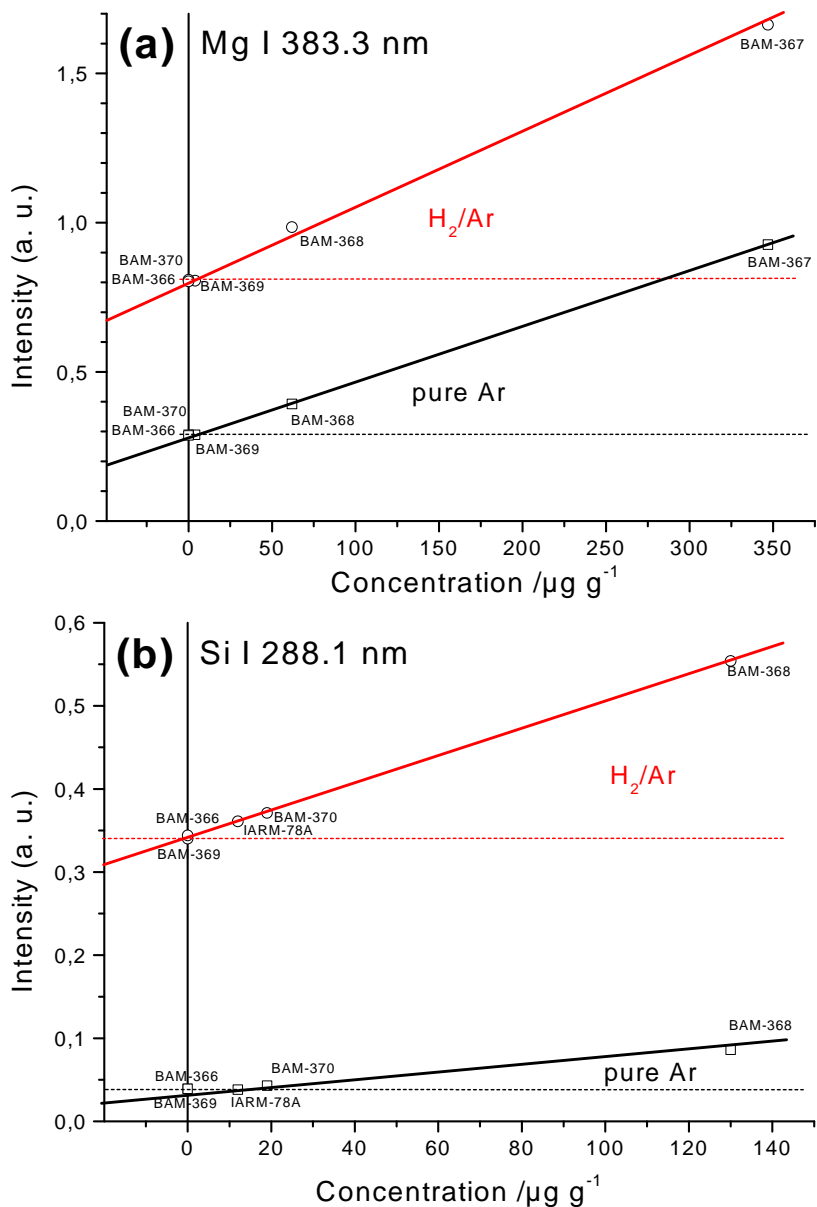 (a) Mg I 383.3 nm
BAM-367
1,5
H₂/Ar
1,0
BAM-368
BAM-370
BAM-366
BAM-369
BAM-367
Intensity (a. u.)
0,5
pure Ar
BAM-370
BAM-366
BAM-368
BAM-369
0,0
0 50 100 150 200 250 300 350
Concentration /µg g⁻¹
0,6
(b) Si I 288.1 nm
BAM-368
0,5
H₂/Ar
0,4
BAM-366
BAM-370
IARM-78A
BAM-369
0,3
Intensity (a. u.)
0,2
0,1
BAM-368
BAM-370
BAM-366
pure Ar
BAM-369
IARM-78A
0,0
0 20 40 60 80 100 120 140
Concentration /µg g⁻¹